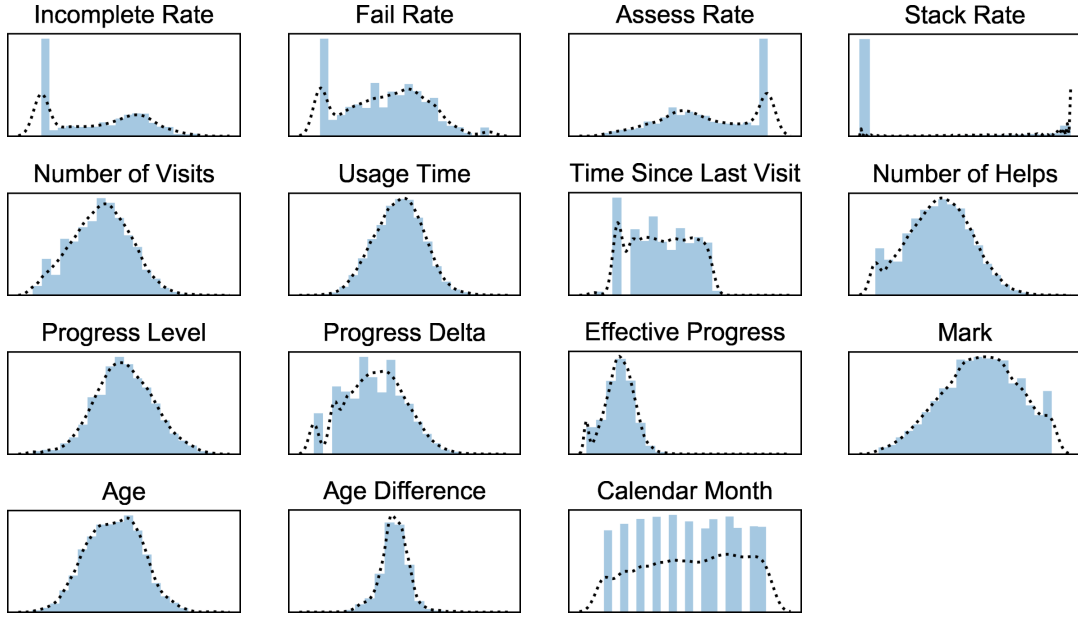 Incomplete Rate
Fail Rate
Assess Rate
Stack Rate
Number of Visits
Usage Time
Time Since Last Visit
Number of Helps
Progress Level
Progress Delta
Effective Progress
Mark
Age
Age Difference
Calendar Month